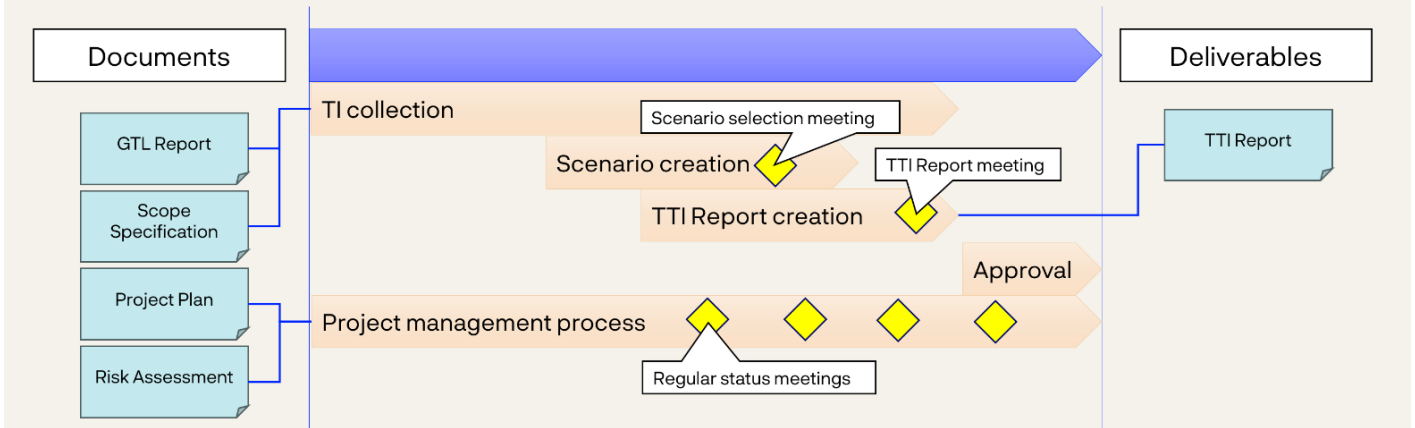 Documents
Deliverables
TI collection
Scenario selection meeting
GTL Report
TTI Report
Scenario creation
TTI Report meeting
Scope
Specification
TTI Report creation
Approval
Project Plan
Project management process
Risk Assessment
Regular status meetings